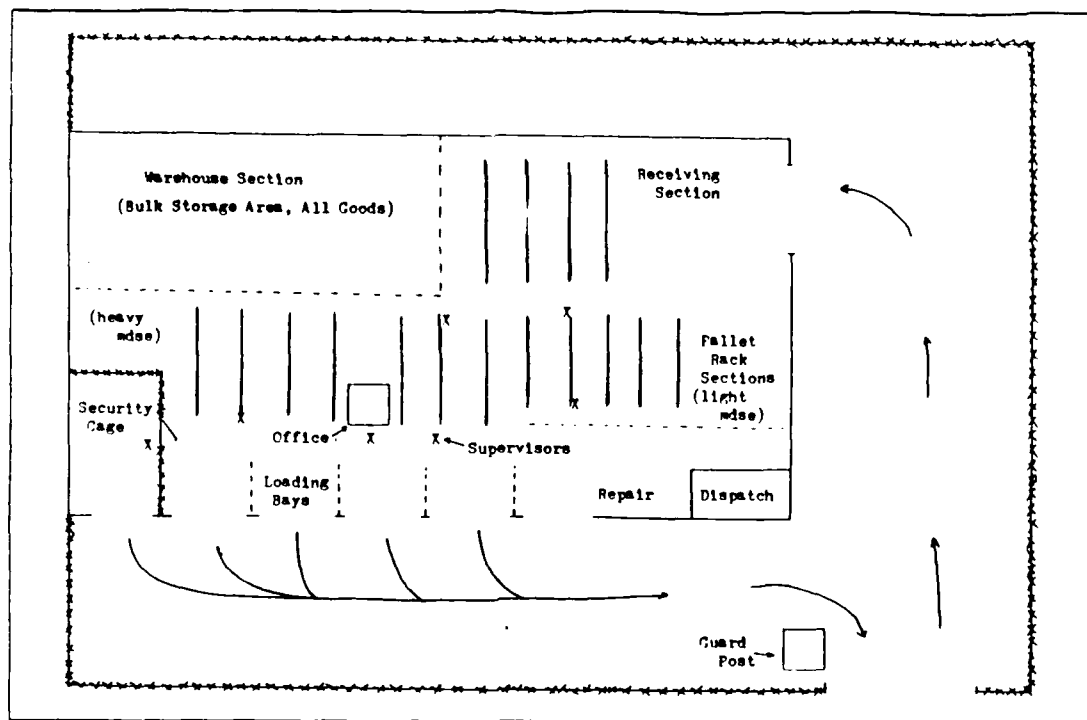 Warehouse Section
(Bulk Storage Area, All Goods)
Receiving
Section
(heavy
mdse)
Pallet
Rack
Sections
(light
mdse)
Security
Cage
Office
Supervisors
Loading
Bays
Repair
Dispatch
Guard
Post